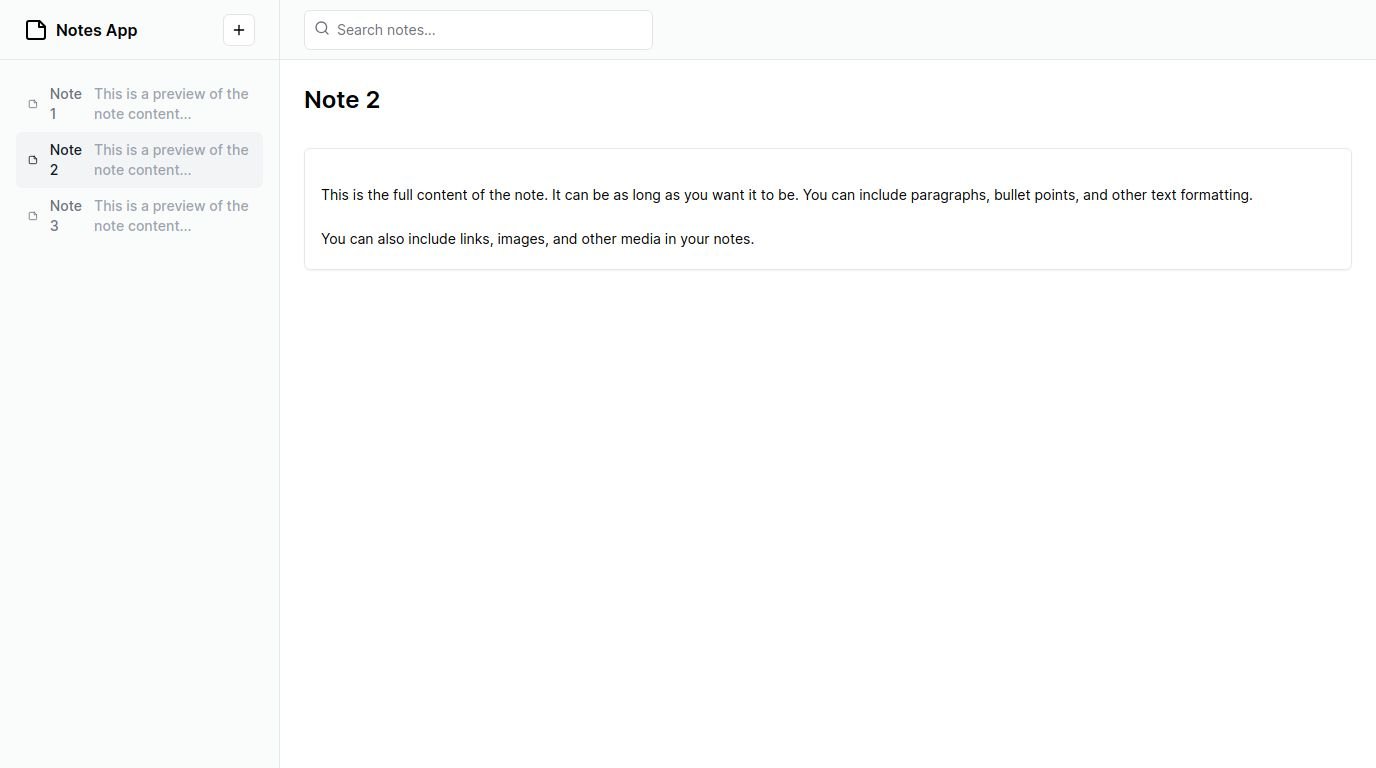 Notes App
Search notes...
Note 1
This is a preview of the
note content...
Note 2
This is a preview of the
note content...
Note 3
This is a preview of the
note content...
Note 2
This is the full content of the note. It can be as long as you want it to be. You can include paragraphs, bullet points, and other text formatting.
You can also include links, images, and other media in your notes.